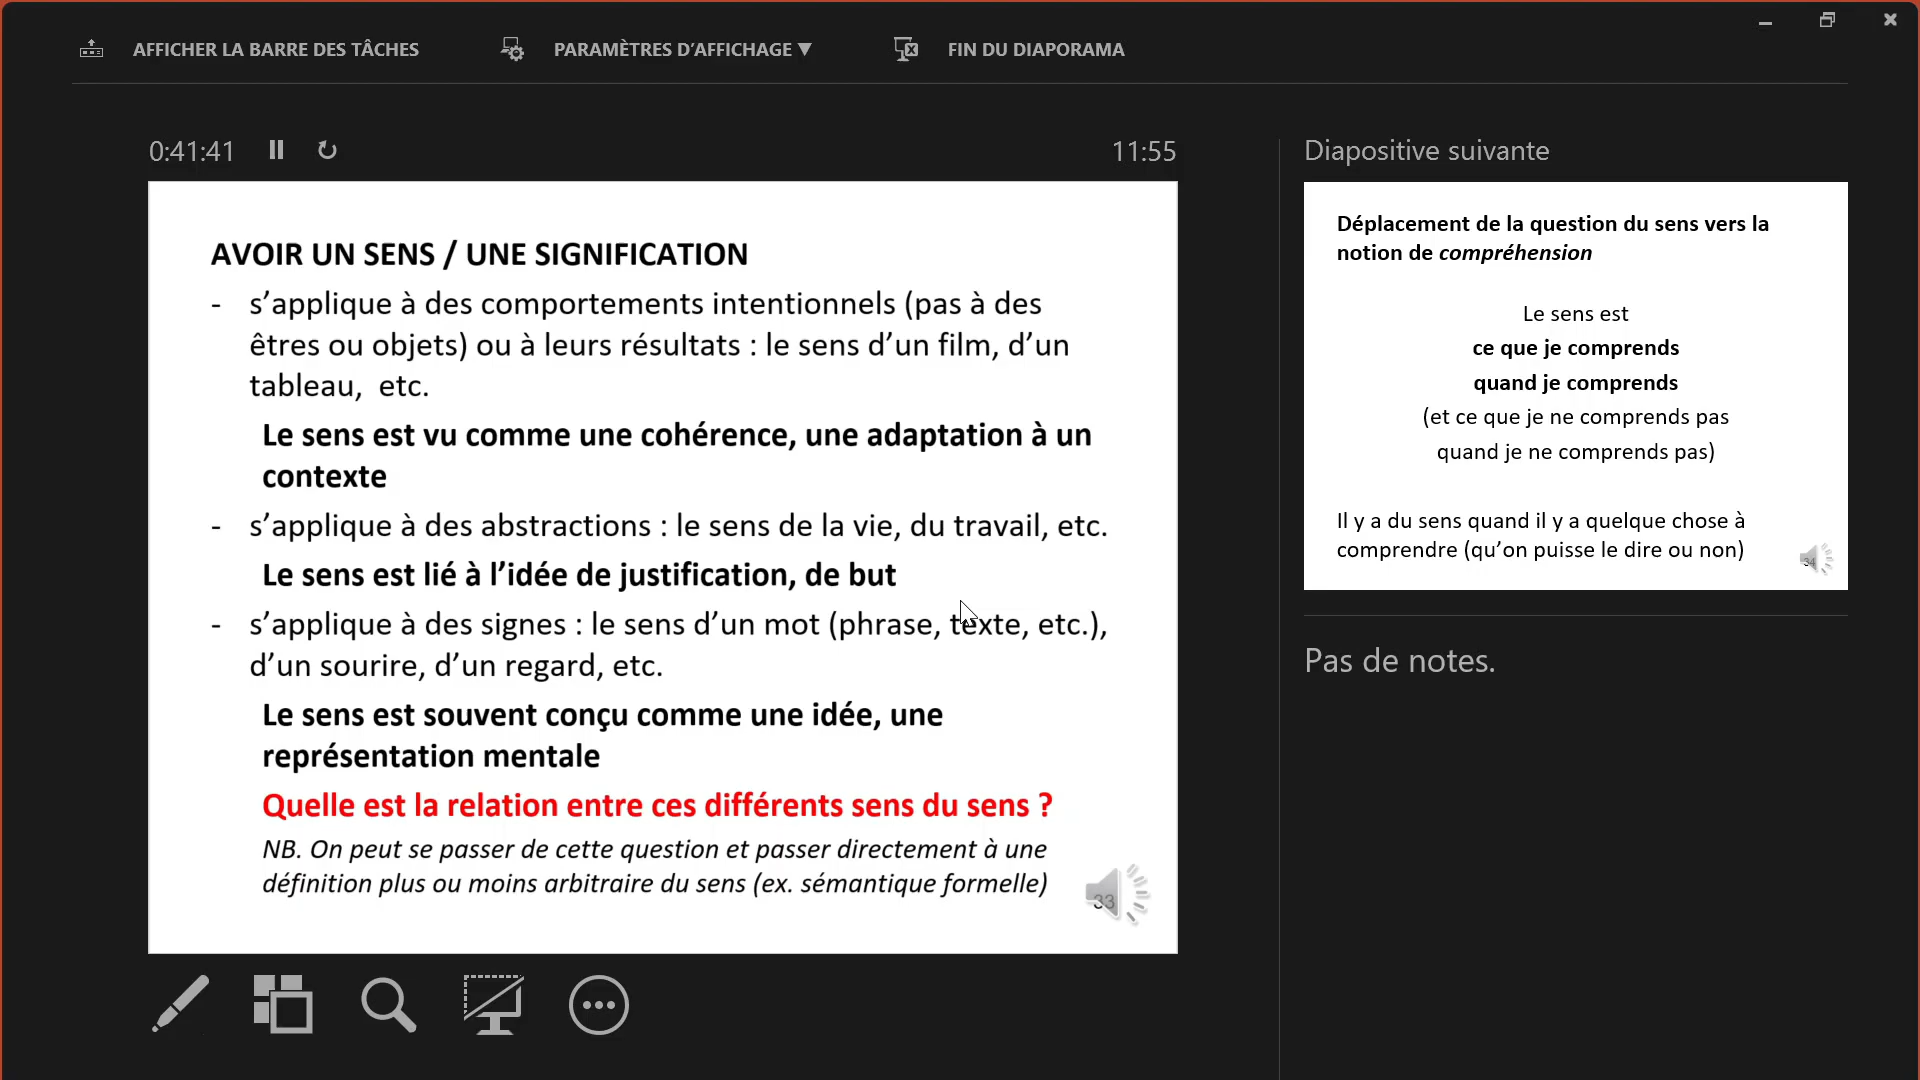 AFFICHER LA BARRE DES TÂCHES
PARAMÈTRES D’AFFICHAGE ▼
FIN DU DIAPORAMA
0:41:41
11:55
AVOIR UN SENS / UNE SIGNIFICATION
- s’applique à des comportements intentionnels (pas à des
êtres ou objets) ou à leurs résultats : le sens d’un film, d’un
tableau, etc.
Le sens est vu comme une cohérence, une adaptation à un
contexte
- s’applique à des abstractions : le sens de la vie, du travail, etc.
Le sens est lié à l’idée de justification, de but
- s’applique à des signes : le sens d’un mot (phrase, texte, etc.),
d’un sourire, d’un regard, etc.
Le sens est souvent conçu comme une idée, une
représentation mentale
Quelle est la relation entre ces différents sens du sens ?
NB. On peut se passer de cette question et passer directement à une
définition plus ou moins arbitraire du sens (ex. sémantique formelle)
33
Diapositive suivante
Déplacement de la question du sens vers la
notion de compréhension
Le sens est
ce que je comprends
quand je comprends
(et ce que je ne comprends pas
quand je ne comprends pas)
Il y a du sens quand il y a quelque chose à
comprendre (qu’on puisse le dire ou non)
34
Pas de notes.